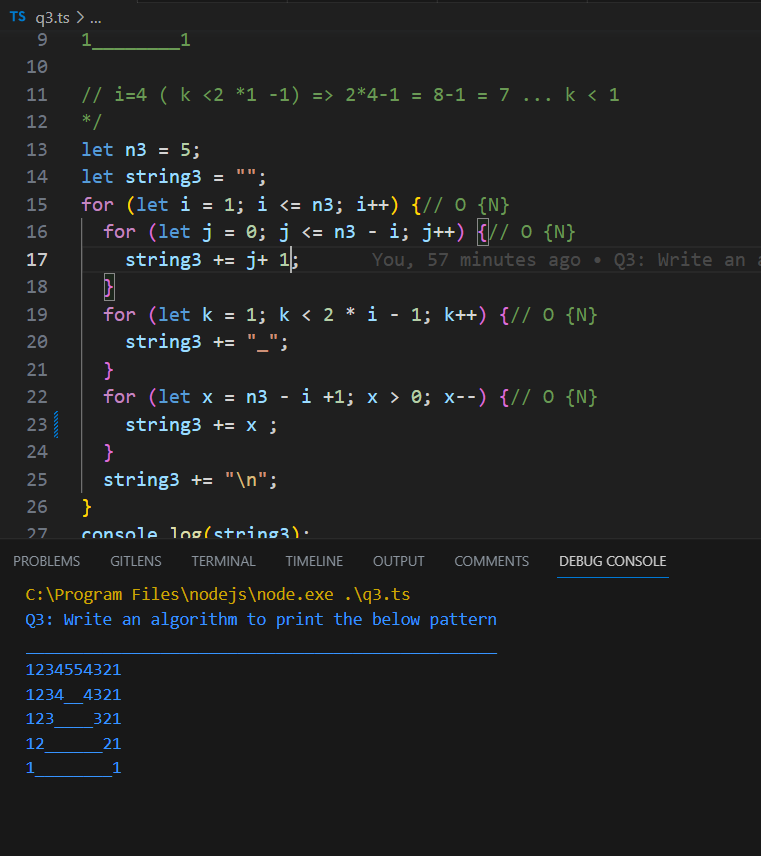 TS q3.ts > ...
9 1________1
10
11 // i=4 ( k <2 *1 -1) => 2*4-1 = 8-1 = 7 ... k < 1
12 */
13 let n3 = 5;
14 let string3 = "";
15 for (let i = 1; i <= n3; i++) {// O {N}
16 for (let j = 0; j <= n3 - i; j++) {// O {N}
17 string3 += j+ 1; You, 57 minutes ago • Q3: Write an
18 }
19 for (let k = 1; k < 2 * i - 1; k++) {// O {N}
20 string3 += "_";
21 }
22 for (let x = n3 - i +1; x > 0; x--) {// O {N}
23 string3 += x ;
24 }
25 string3 += "\n";
26 }
27 console.log(string3);
PROBLEMS GITLENS TERMINAL TIMELINE OUTPUT COMMENTS DEBUG CONSOLE
C:\Program Files\nodejs\node.exe .\q3.ts
Q3: Write an algorithm to print the below pattern
_________________________________________________
1234554321
1234__4321
123____321
12______21
1________1